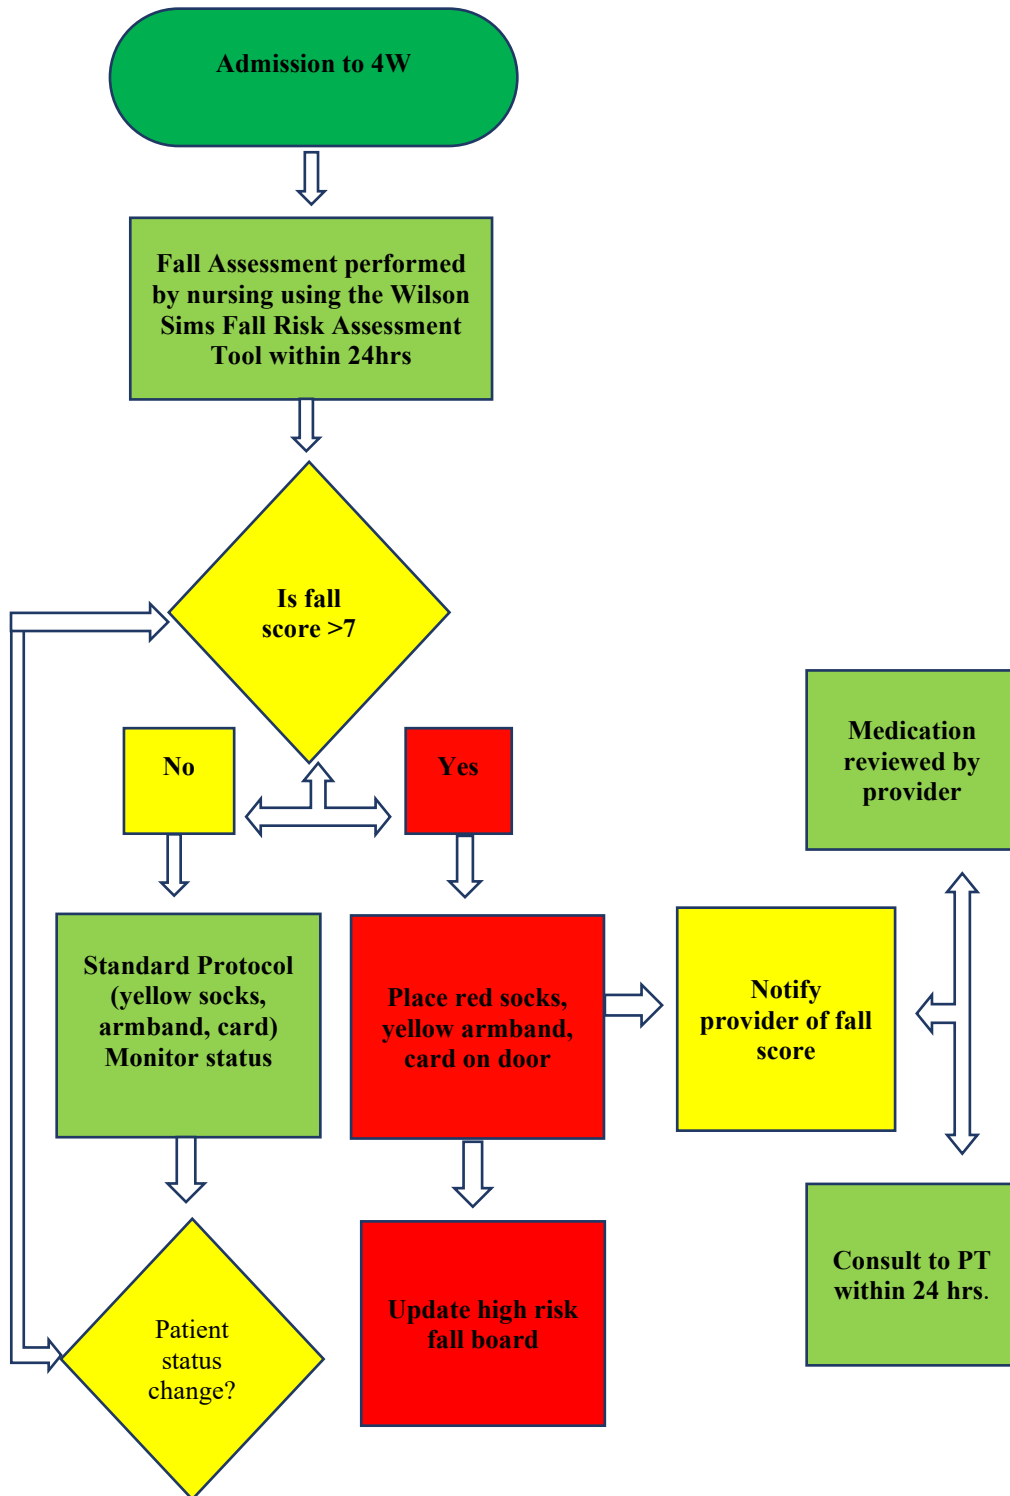 Admission to 4W
Fall Assessment performed
by nursing using the Wilson
Sims Fall Risk Assessment
Tool within 24hrs
Is fall
score >7
No
Yes
Medication
reviewed by
provider
Standard Protocol
(yellow socks,
armband, card)
Monitor status
Place red socks,
yellow armband,
card on door
Notify
provider of fall
score
Patient
status
change?
Update high risk
fall board
Consult to PT
within 24 hrs.